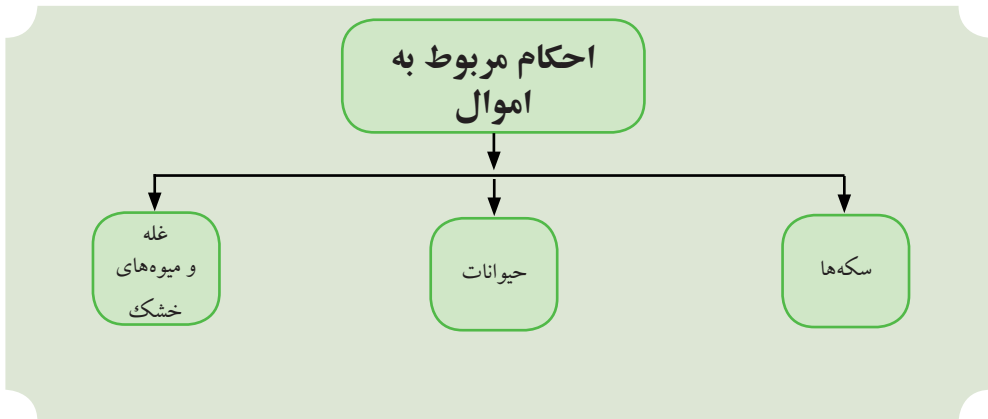 احکام مربوط به
اموال
سکه‌ها
حیوانات
غله
و میوه‌های
خشک